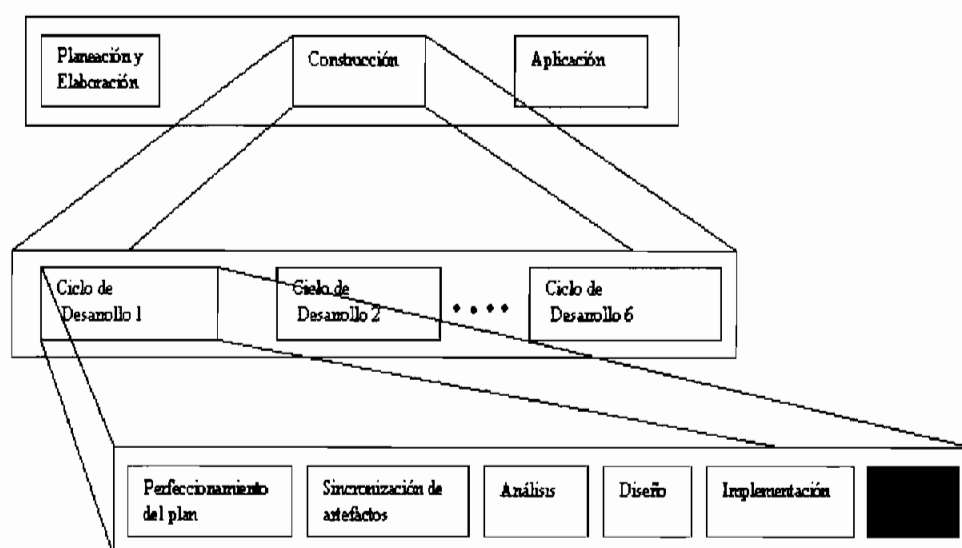 Planeación y
Elaboración
Construcción
Aplicación
Ciclo de
Desarrollo 1
Ciclo de
Desarrollo 2
Ciclo de
Desarrollo 6
Perfeccionamiento
del plan
Sincronización de
artefactos
Análisis
Diseño
Implementación